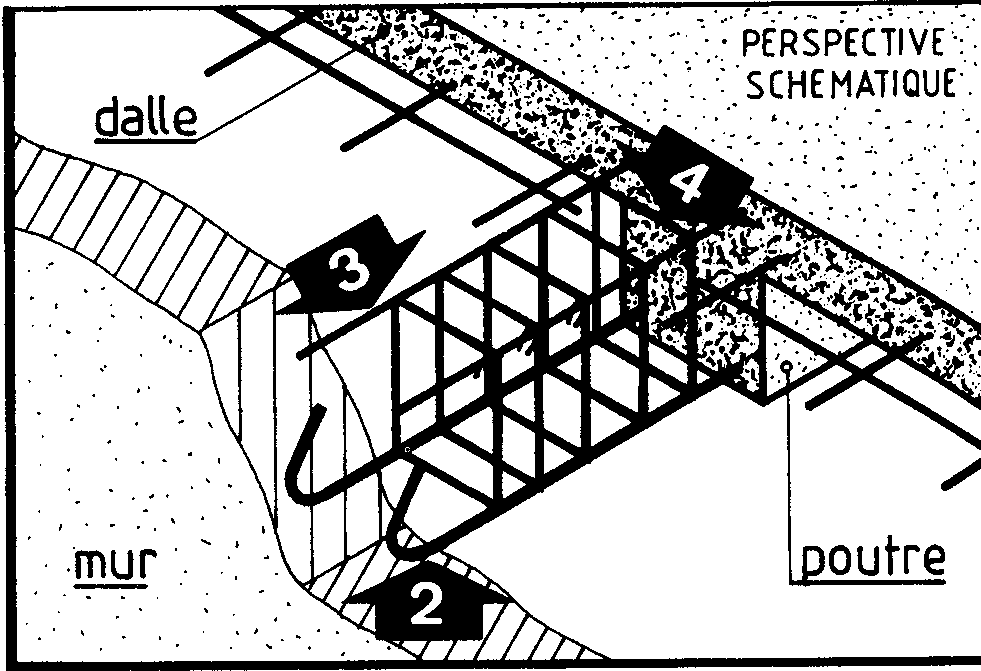 PERSPECTIVE
SCHEMATIQUE
dalle
4
3
mur
poutre
2